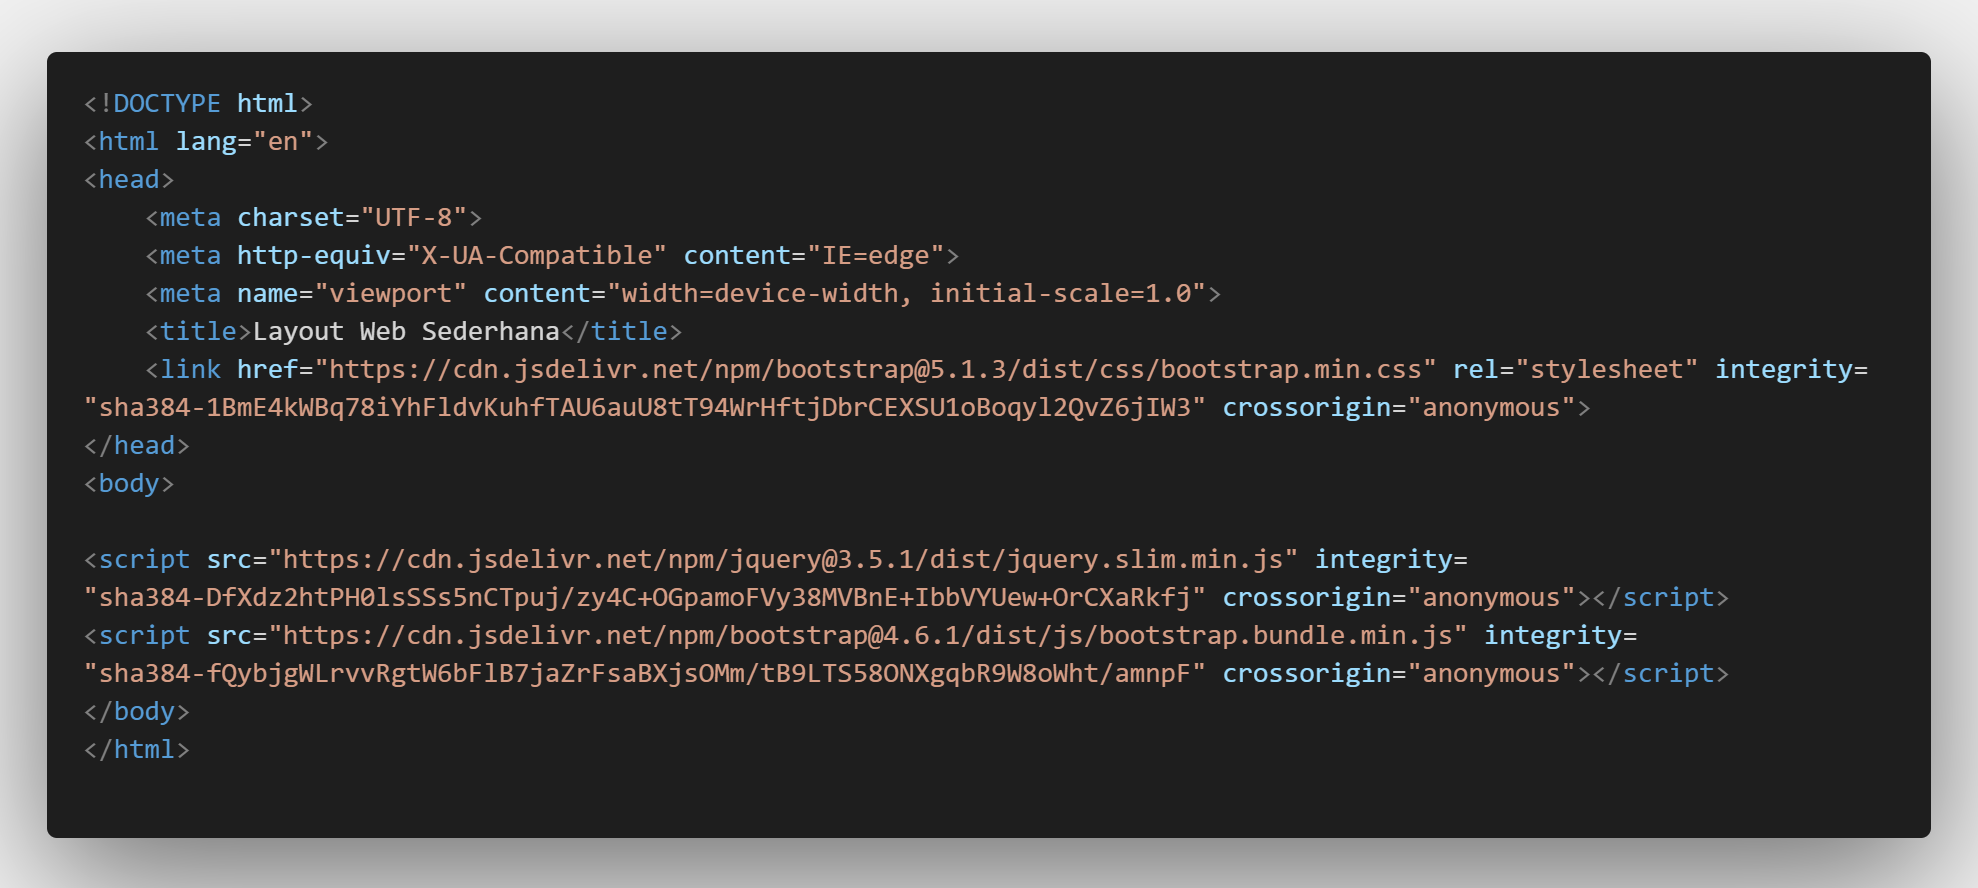 <!DOCTYPE html>
<html lang="en">
<head>
    <meta charset="UTF-8">
    <meta http-equiv="X-UA-Compatible" content="IE=edge">
    <meta name="viewport" content="width=device-width, initial-scale=1.0">
    <title>Layout Web Sederhana</title>
    <link href="https://cdn.jsdelivr.net/npm/bootstrap@5.1.3/dist/css/bootstrap.min.css" rel="stylesheet" integrity=
"sha384-1BmE4kWBq78iYhFldvKuhfTAU6auU8tT94WrHftjDbrCEXSU1oBoqyl2QvZ6jIW3" crossorigin="anonymous">
</head>
<body>

<script src="https://cdn.jsdelivr.net/npm/jquery@3.5.1/dist/jquery.slim.min.js" integrity=
"sha384-DfXdz2htPH0lsSSs5nCTpuj/zy4C+OGpamoFVy38MVBnE+IbbVYUew+OrCXaRkfj" crossorigin="anonymous"></script>
<script src="https://cdn.jsdelivr.net/npm/bootstrap@4.6.1/dist/js/bootstrap.bundle.min.js" integrity=
"sha384-fQybjgWLrvvRgtW6bFlB7jaZrFsaBXjsOMm/tB9LTS58ONXgqbR9W8oWht/amnpF" crossorigin="anonymous"></script>
</body>
</html>